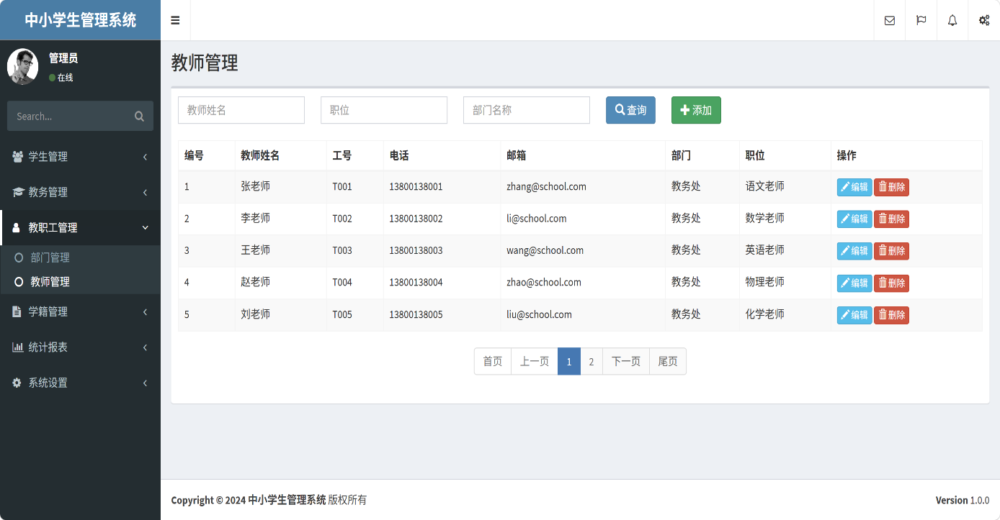 中小学生管理系统
管理员
在线
Search...
学生管理
教务管理
教职工管理
部门管理
教师管理
学籍管理
统计报表
系统设置
教师管理
教师姓名 职位 部门名称 查询 添加
编号 教师姓名 工号 电话 邮箱 部门 职位 操作
1 张老师 T001 13800138001 zhang@school.com 教务处 语文老师 编辑 删除
2 李老师 T002 13800138002 li@school.com 教务处 数学老师 编辑 删除
3 王老师 T003 13800138003 wang@school.com 教务处 英语老师 编辑 删除
4 赵老师 T004 13800138004 zhao@school.com 教务处 物理老师 编辑 删除
5 刘老师 T005 13800138005 liu@school.com 教务处 化学老师 编辑 删除
首页 上一页 1 2 下一页 尾页
Copyright © 2024 中小学生管理系统 版权所有 Version 1.0.0